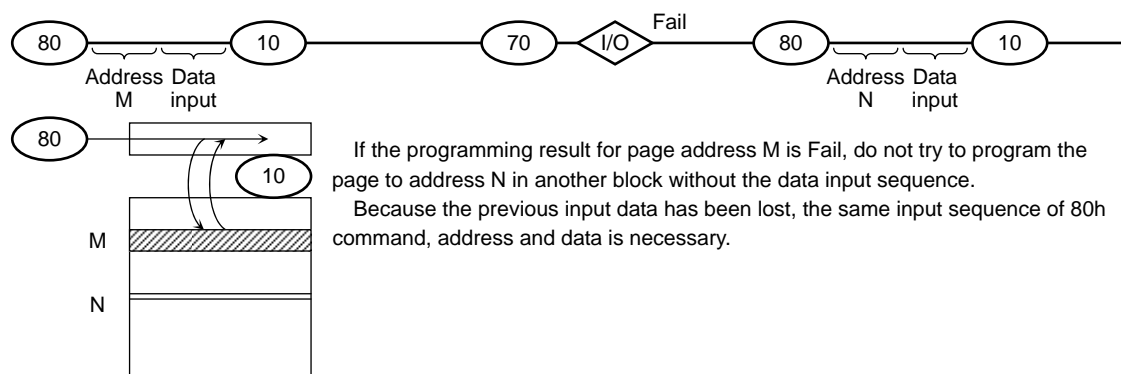 Fail
80 10 70 I/O 80 10
Address Data Address Data
M input N input
80
If the programming result for page address M is Fail, do not try to program the
10
page to address N in another block without the data input sequence.
Because the previous input data has been lost, the same input sequence of 80h
command, address and data is necessary.
M
N